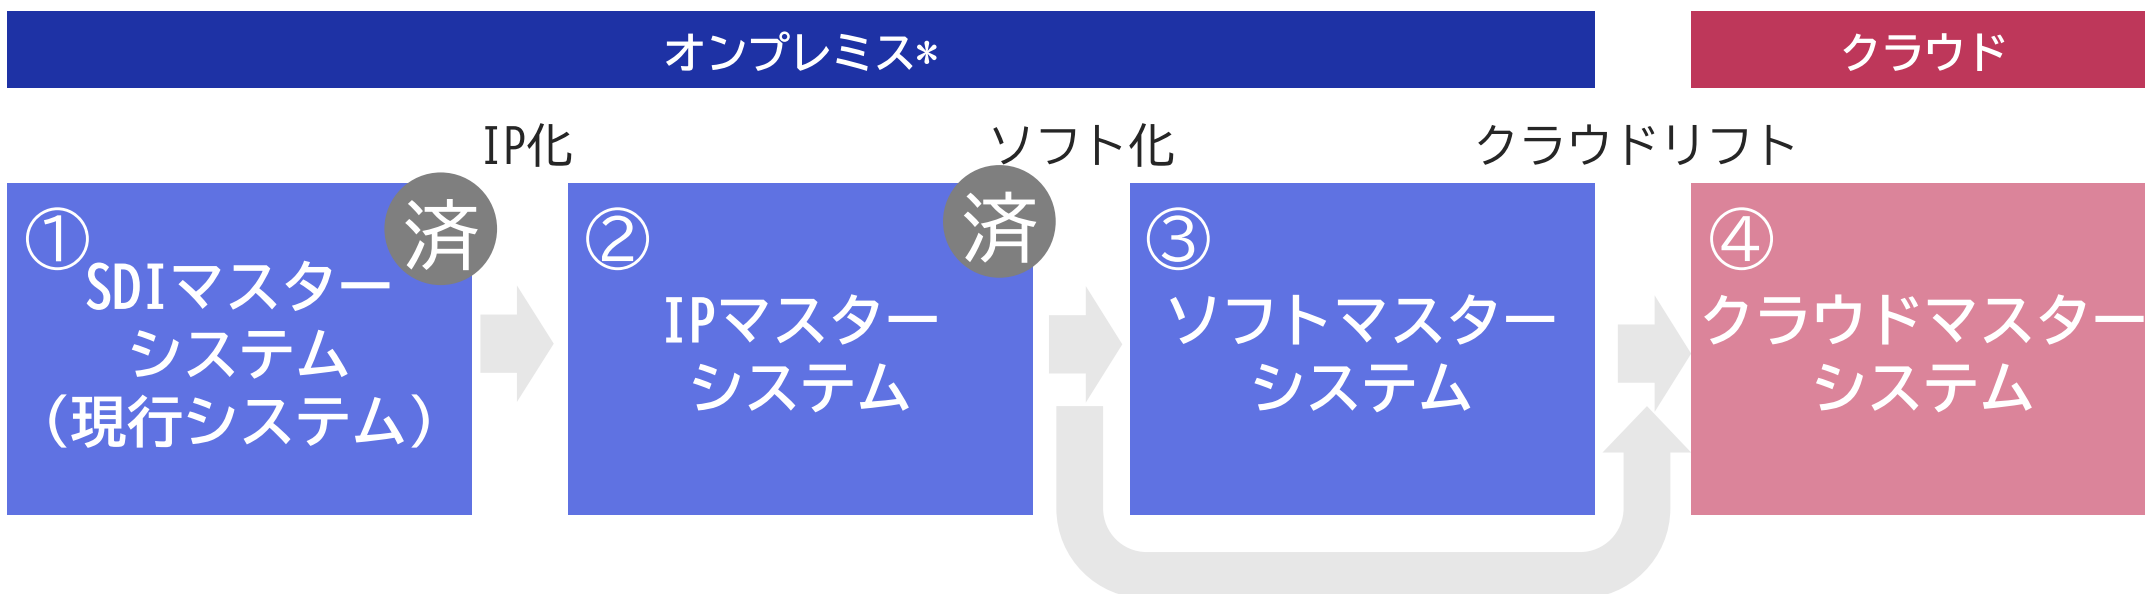 オンプレミス*
クラウド
IP化
ソフト化
クラウドリフト
①
済
SDIマスター
システム
(現行システム)
②
済
IPマスター
システム
③
ソフトマスター
システム
④
クラウドマスター
システム